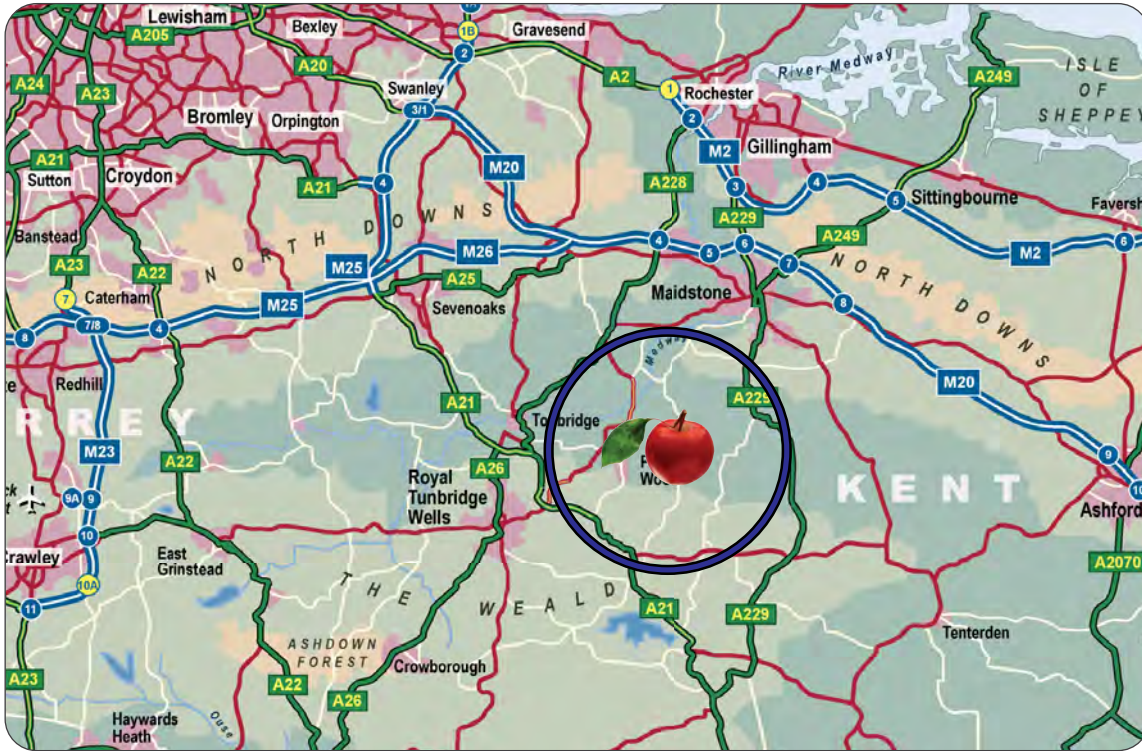 Lewisham
Bexley
1B
Gravesend
A205
2
A20
A2
River Medway
A249
ISLE
OF
SHEPPEY
A24
A23
Swanley
1
Rochester
3/1
2
Bromley
Orpington
M2
Gillingham
A21
Sutton
Croydon
A21
4
M20
A228
3
4
5
Sittingbourne
A229
Banstead
NORTH DOWNS
A249
M2
6
A23
A22
M25
M26
4
5
6
7
NORTH DOWNS
7
Caterham
M25
A25
Sevenoaks
Maidstone
8
8
7/8
4
Medway
M20
Redhill
A21
Tonbridge
A229
RREY
M23
A22
A26
Royal
Tunbridge
Wells
KENT
9
9A
9
10
Ashford
10
Crawley
East
Grinstead
10A
THE WEALD
A2070
11
A21
A229
Tenterden
ASHDOWN
FOREST
Crowborough
A23
A22
A26
Haywards
Heath
Ouse